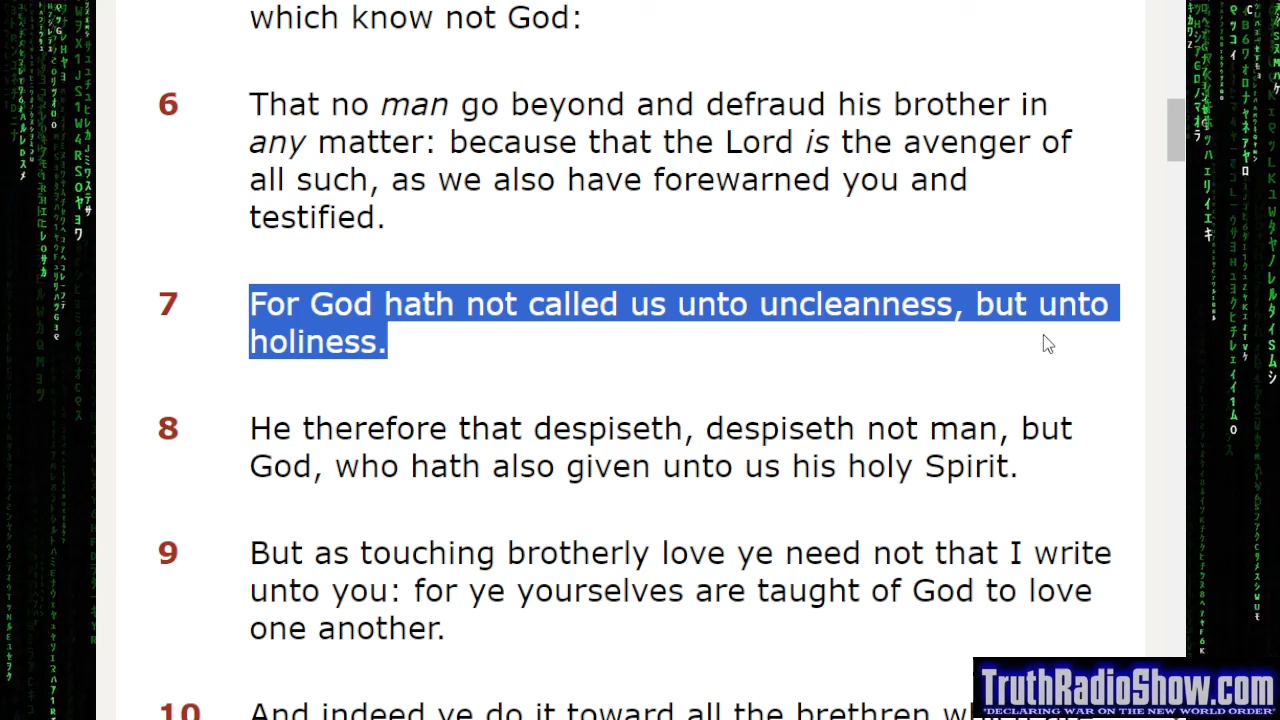 which know not God:
6 That no man go beyond and defraud his brother in
any matter: because that the Lord is the avenger of
all such, as we also have forewarned you and
testified.
7 For God hath not called us unto uncleanness, but unto
holiness.
8 He therefore that despiseth, despiseth not man, but
God, who hath also given unto us his holy Spirit.
9 But as touching brotherly love ye need not that I write
unto you: for ye yourselves are taught of God to love
one another.
10 And indeed ye do it toward all the brethren which are
TruthRadioShow.com
"DECLARING WAR ON THE NEW WORLD ORDER"